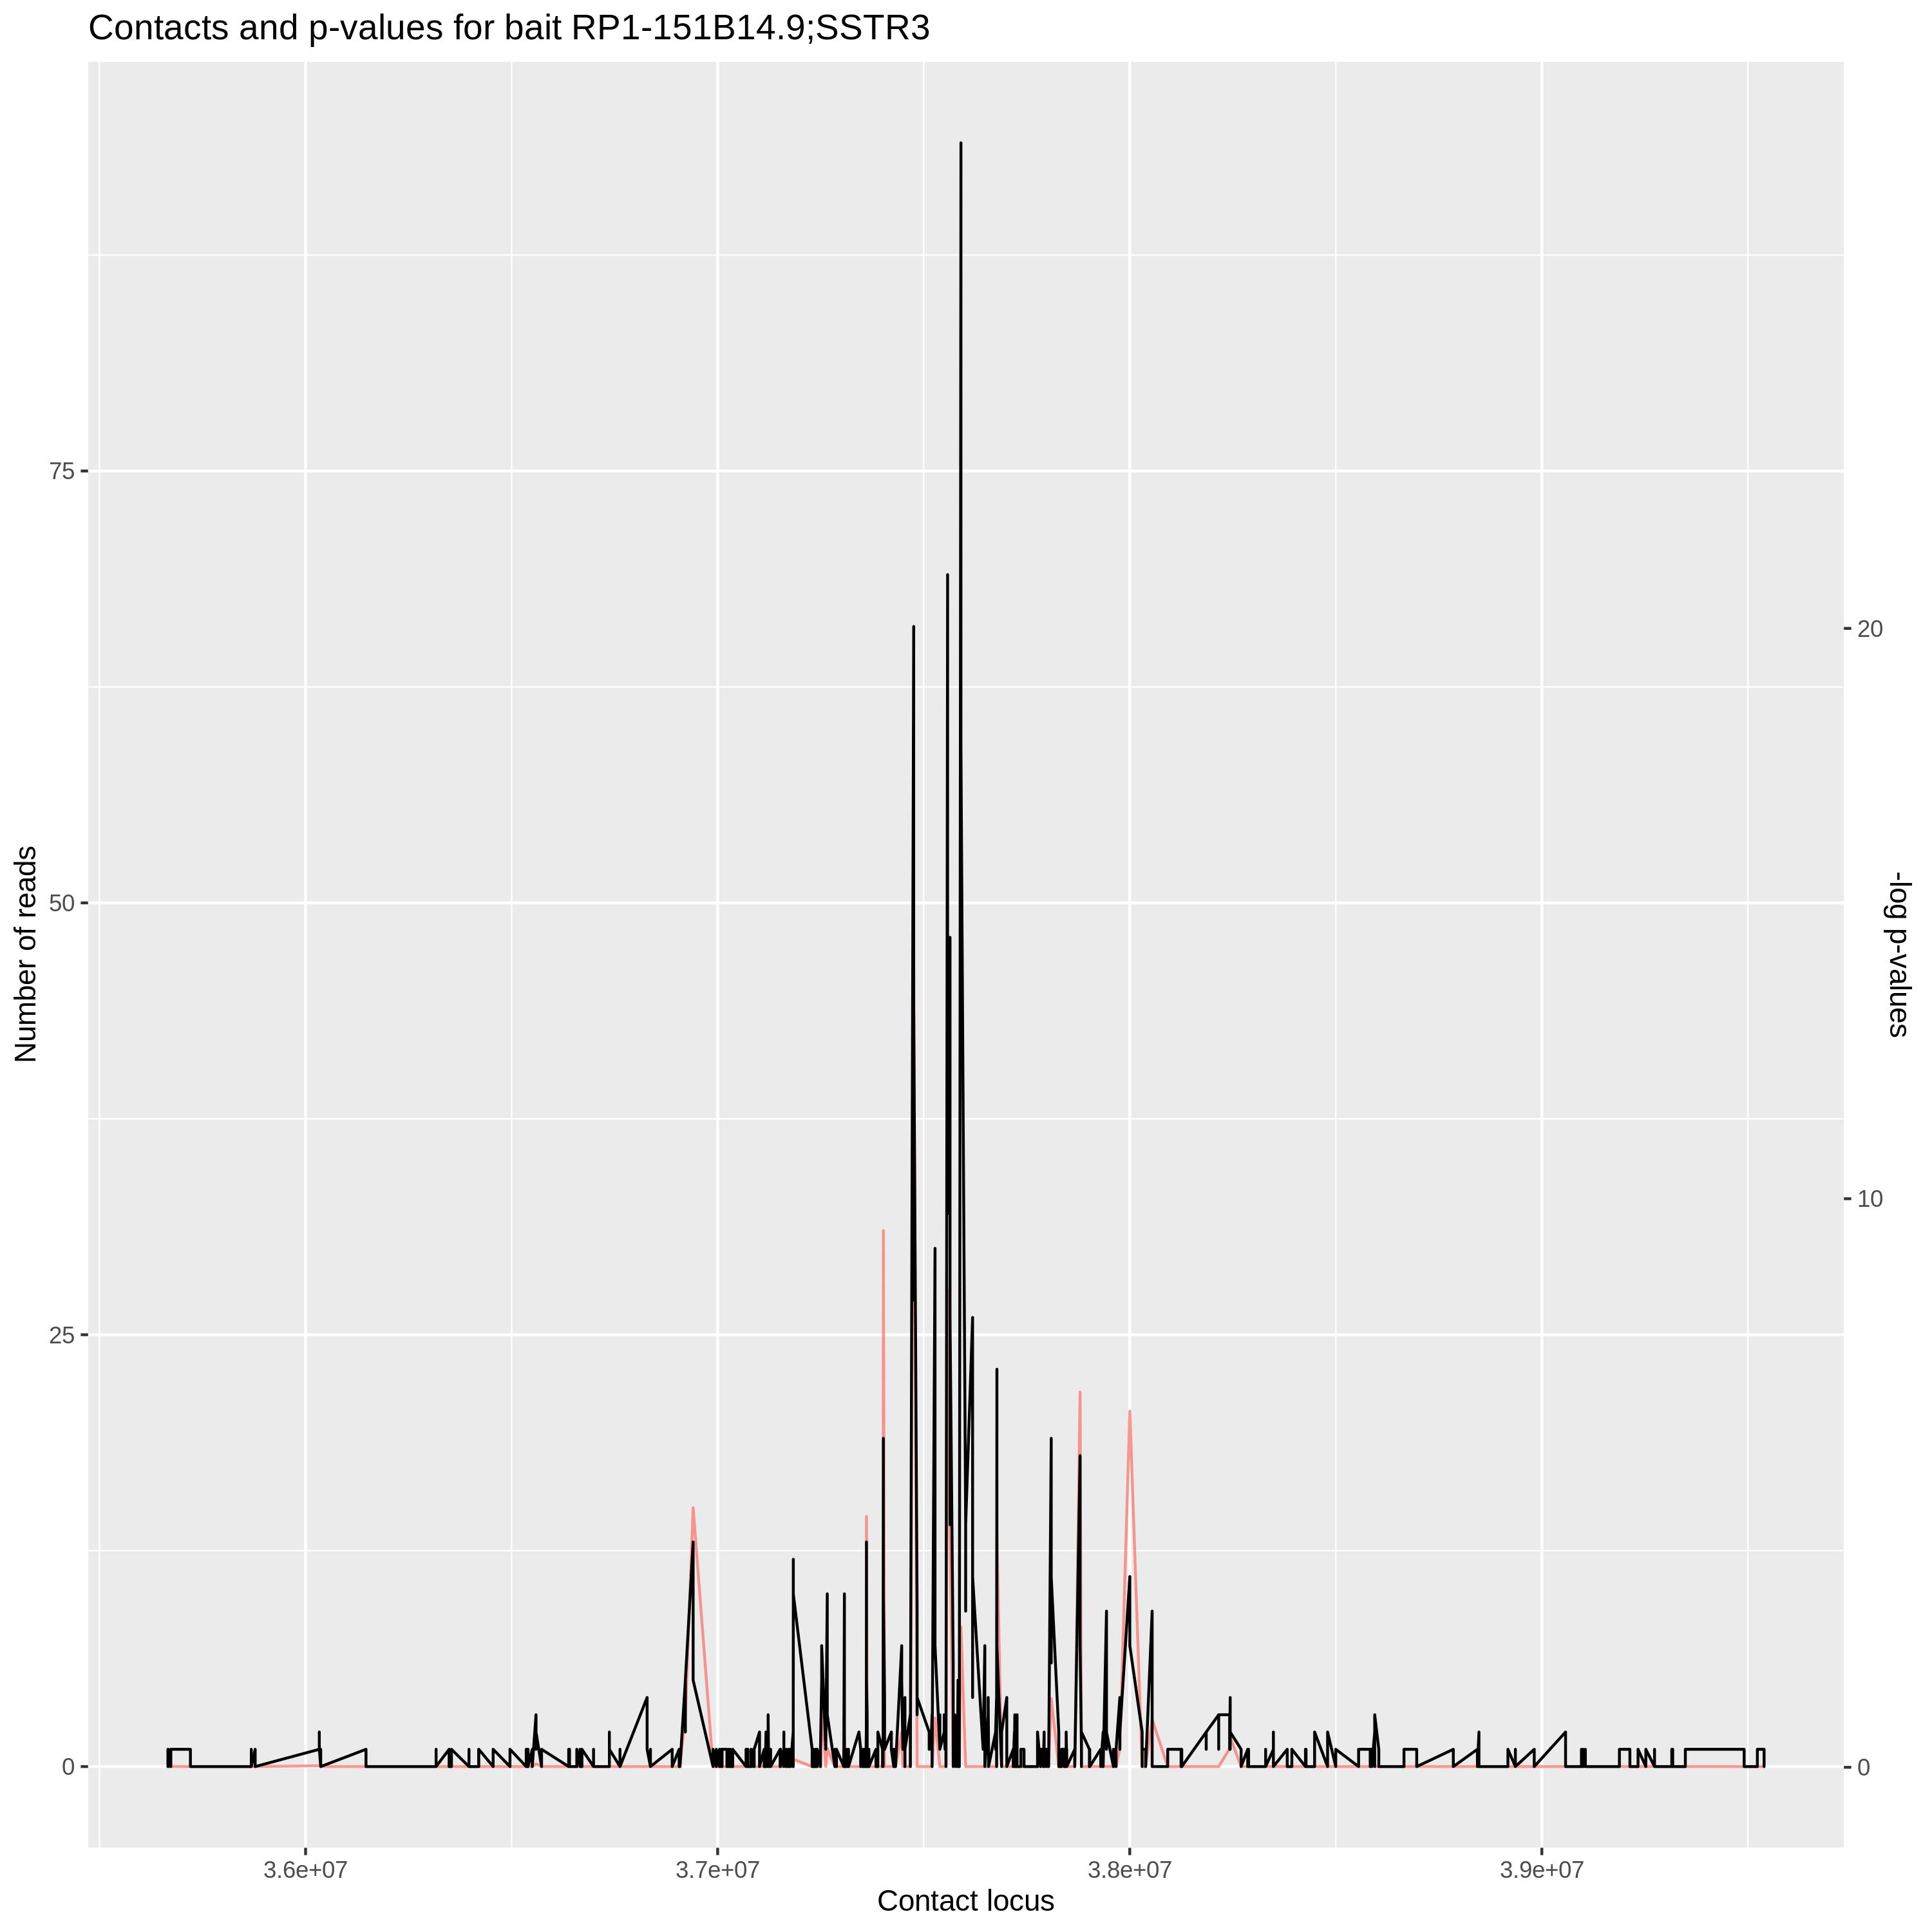 Contacts and p-values for bait RP1-151B14.9;SSTR3
Number of reads
75
50
25
0
20
10
0
-log p-values
3.6e+07 3.7e+07 3.8e+07 3.9e+07
Contact locus